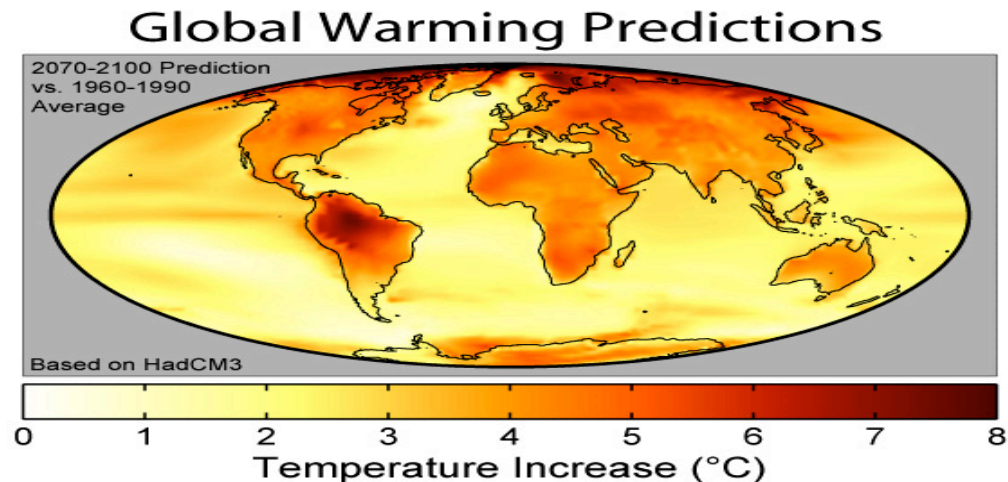 Global Warming Predictions
2070-2100 Prediction
vs. 1960-1990
Average
Based on HadCM3
0 1 2 3 4 5 6 7 8
Temperature Increase (°C)